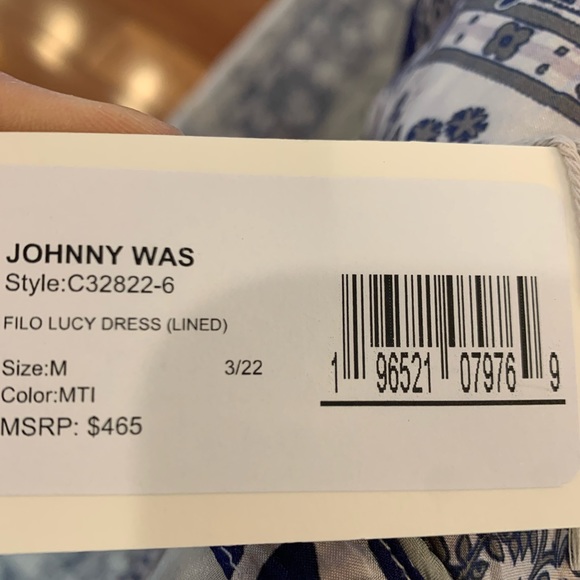 JOHNNY WAS
Style:C32822-6
FILO LUCY DRESS (LINED)
Size:M 3/22
Color:MTI
MSRP: $465
1 96521 07976 9